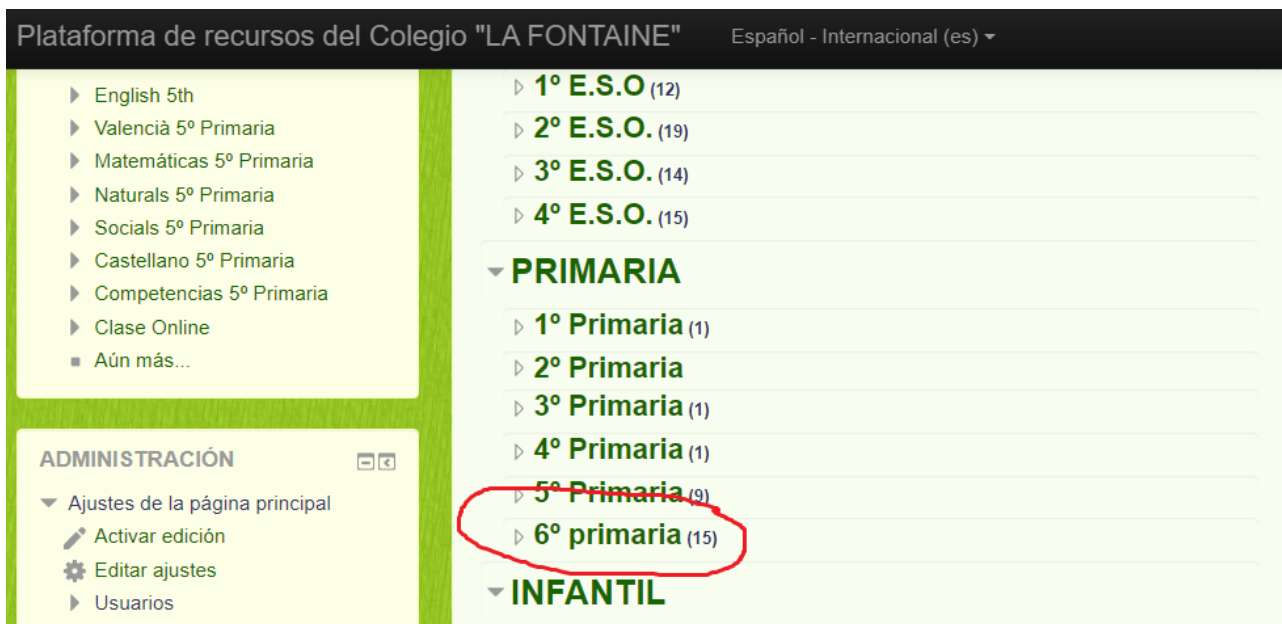 Plataforma de recursos del Colegio "LA FONTAINE" Español - Internacional (es)
English 5th
Valencià 5º Primaria
Matemáticas 5º Primaria
Naturals 5º Primaria
Socials 5º Primaria
Castellano 5º Primaria
Competencias 5º Primaria
Clase Online
Aún más...
ADMINISTRACIÓN
Ajustes de la página principal
Activar edición
Editar ajustes
Usuarios
1º E.S.O (12)
2º E.S.O. (19)
3º E.S.O. (14)
4º E.S.O. (15)
PRIMARIA
1º Primaria (1)
2º Primaria
3º Primaria (1)
4º Primaria (1)
5º Primaria (9)
6º primaria (15)
INFANTIL